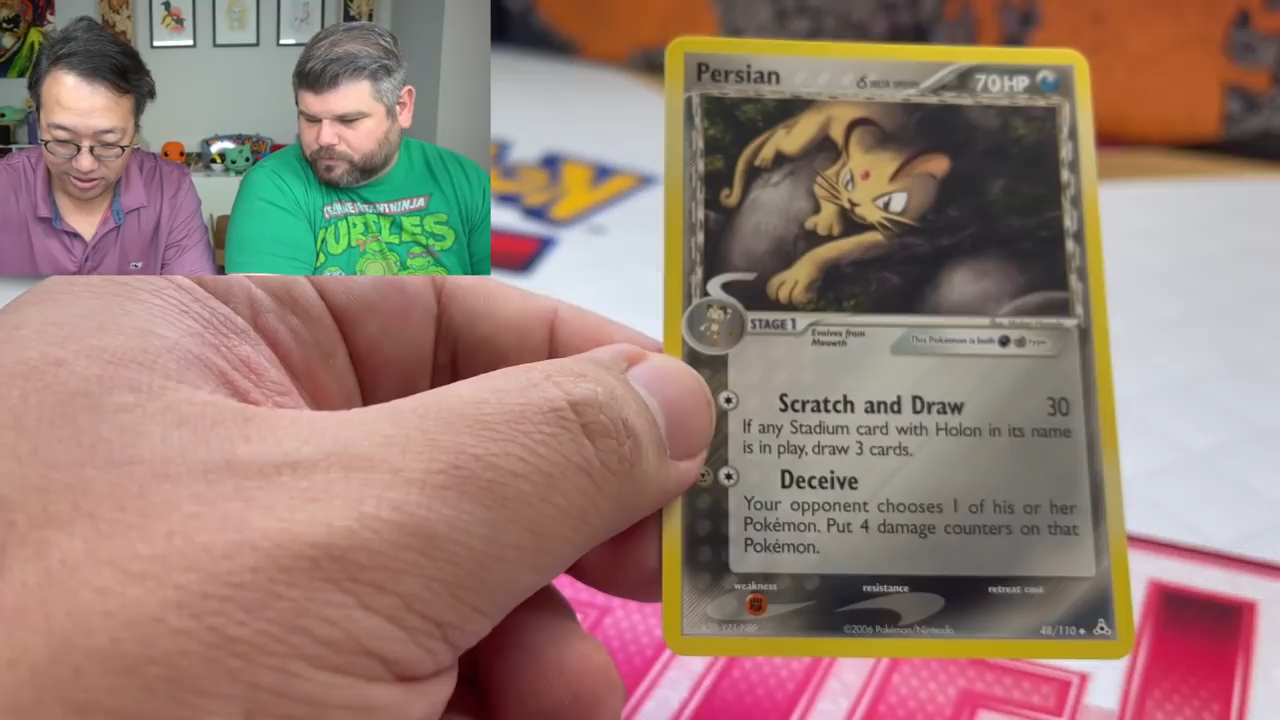 TEENAGE MUTANT NINJA
TURTLES
Persian
δ DELTA SPECIES
70 HP
STAGE 1
Evolves from
Meowth
This Pokémon is both type.
Scratch and Draw 30
If any Stadium card with Holon in its name
is in play, draw 3 cards.
Deceive
Your opponent chooses 1 of his or her
Pokémon. Put 4 damage counters on that
Pokémon.
weakness resistance retreat cost
©2006 Pokémon/Nintendo
48/110